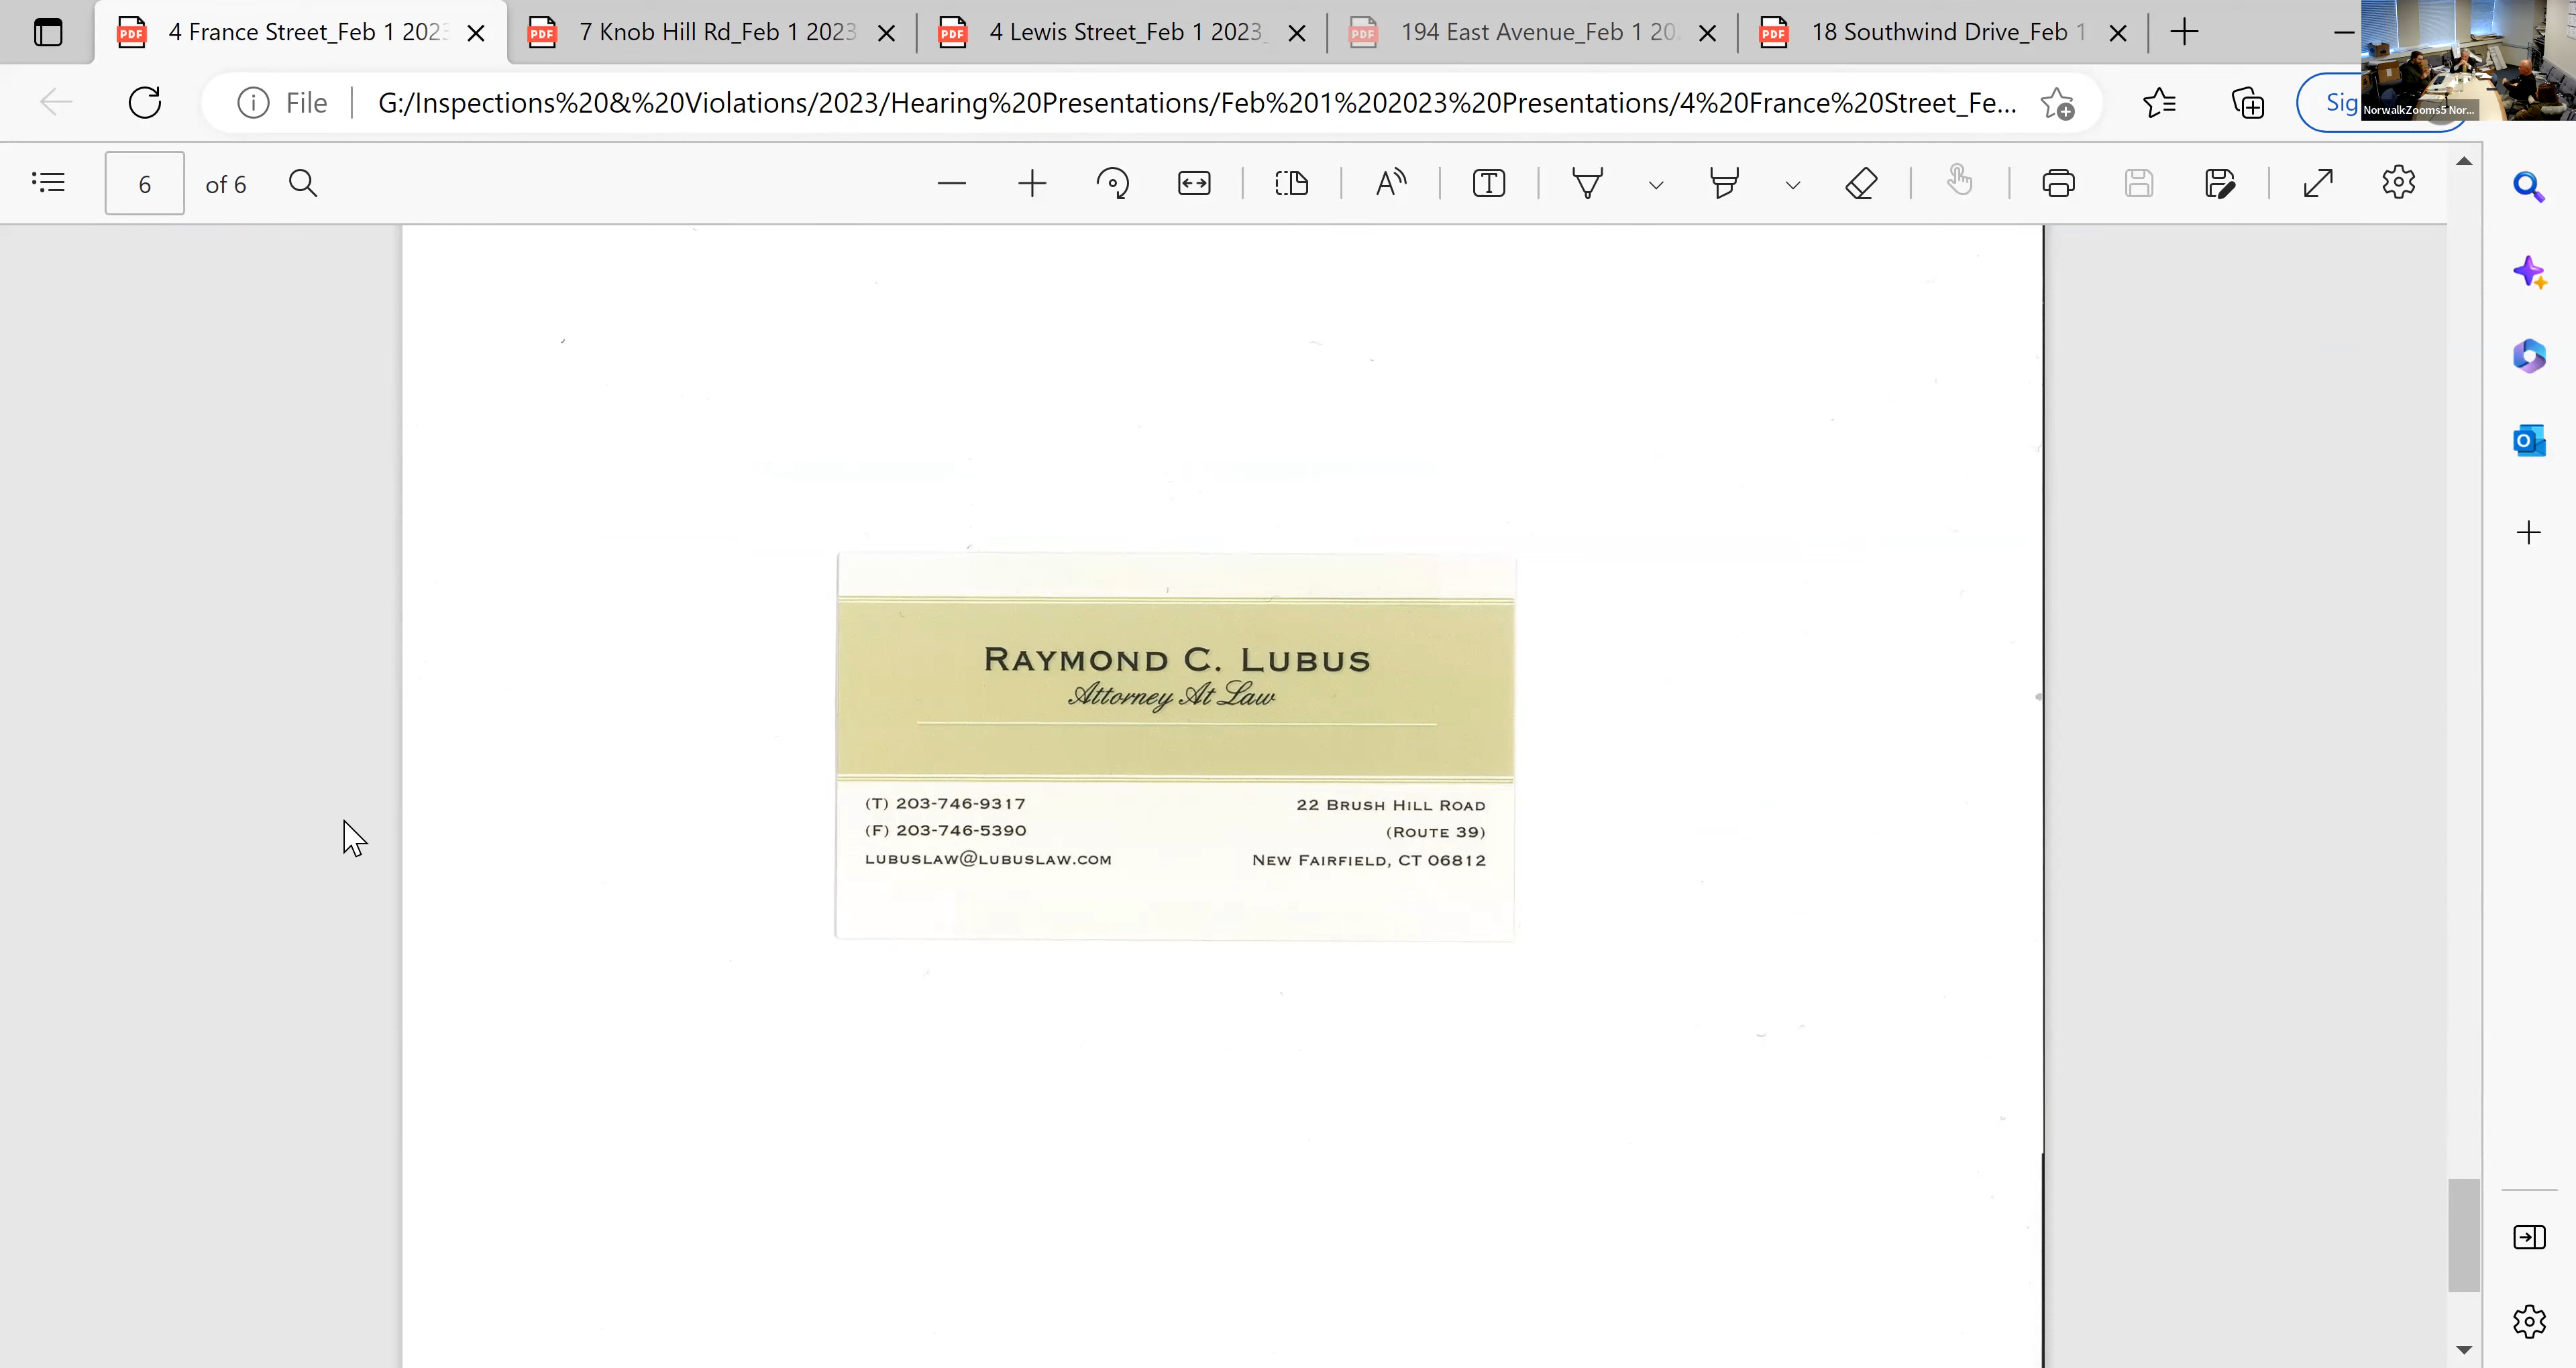 4 France Street_Feb 1 202
7 Knob Hill Rd_Feb 1 2023
4 Lewis Street_Feb 1 2023_
194 East Avenue_Feb 1 20
18 Southwind Drive_Feb 1
File
G:/Inspections%20&%20Violations/2023/Hearing%20Presentations/Feb%201%202023%20Presentations/4%20France%20Street_Fe...
Sig
NorwalkZooms5 Nor...
6 of 6
RAYMOND C. LUBUS
Attorney At Law
(T) 203-746-9317
(F) 203-746-5390
LUBUSLAW@LUBUSLAW.COM
22 BRUSH HILL ROAD
(ROUTE 39)
NEW FAIRFIELD, CT 06812